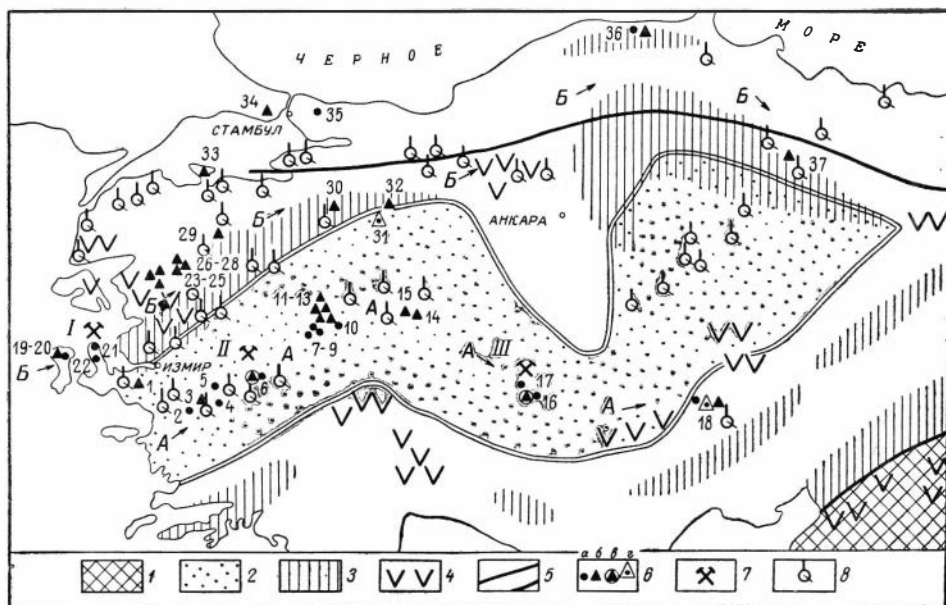 ЧЕРНОЕ
МОРЕ
36
Б
Б
Б
34
35
СТАМБУЛ
33
37
Б
30
32
Б
АНКАРА
31
29
26-28
23-25
15
11-13
А
14
Б
10
I
II
7-9
III
19-20
21
А
А
Б
22
ИЗМИР
17
1
5
6
3
16
2
4
А
А
18
а б в г
1
2
3
4
5
6
7
8